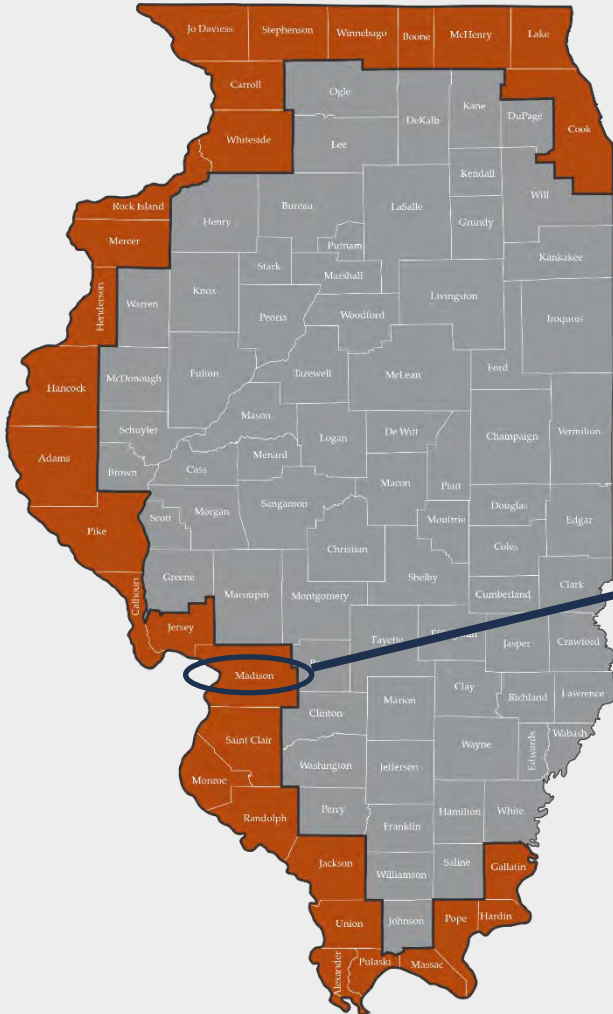 Jo Daviess
Stephenson
Winnebago
Boone
McHenry
Lake
Carroll
Ogle
DeKalb
Kane
DuPage
Cook
Whiteside
Lee
Kendall
Will
Rock Island
Henry
Bureau
LaSalle
Grundy
Mercer
Putnam
Kankakee
Stark
Marshall
Henderson
Warren
Knox
Peoria
Woodford
Livingston
Iroquois
Hancock
McDonough
Fulton
Tazewell
McLean
Ford
Mason
Schuyler
Logan
De Witt
Champaign
Vermilion
Adams
Brown
Cass
Menard
Macon
Piatt
Pike
Scott
Morgan
Sangamon
Moultrie
Douglas
Edgar
Christian
Coles
Calhoun
Greene
Macoupin
Montgomery
Shelby
Cumberland
Clark
Jersey
Fayette
Jasper
Crawford
Madison
Clay
Richland
Lawrence
Clinton
Marion
Wabash
Saint Clair
Wayne
Edwards
Monroe
Washington
Jefferson
Randolph
Perry
Hamilton
White
Franklin
Jackson
Saline
Gallatin
Williamson
Union
Johnson
Pope
Hardin
Alexander
Pulaski
Massac